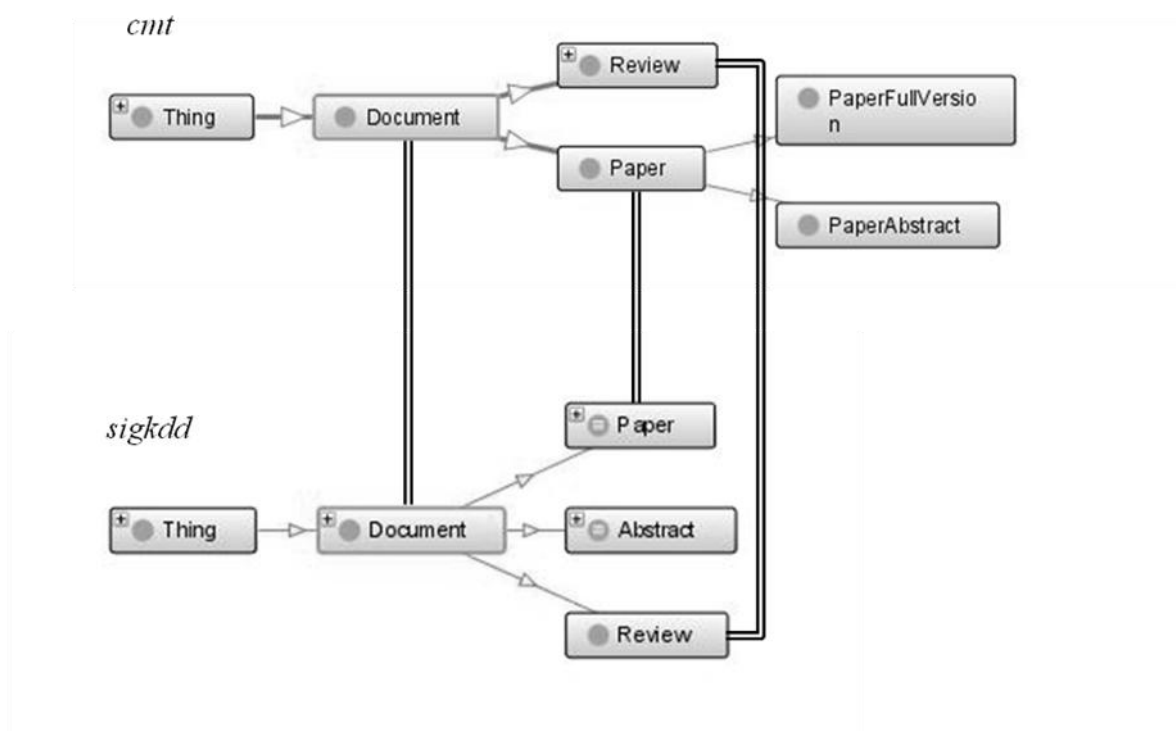 cmt
Review
Thing
Document
PaperFullVersio
n
Paper
PaperAbstract
sigkdd
Paper
Thing
Document
Abstract
Review